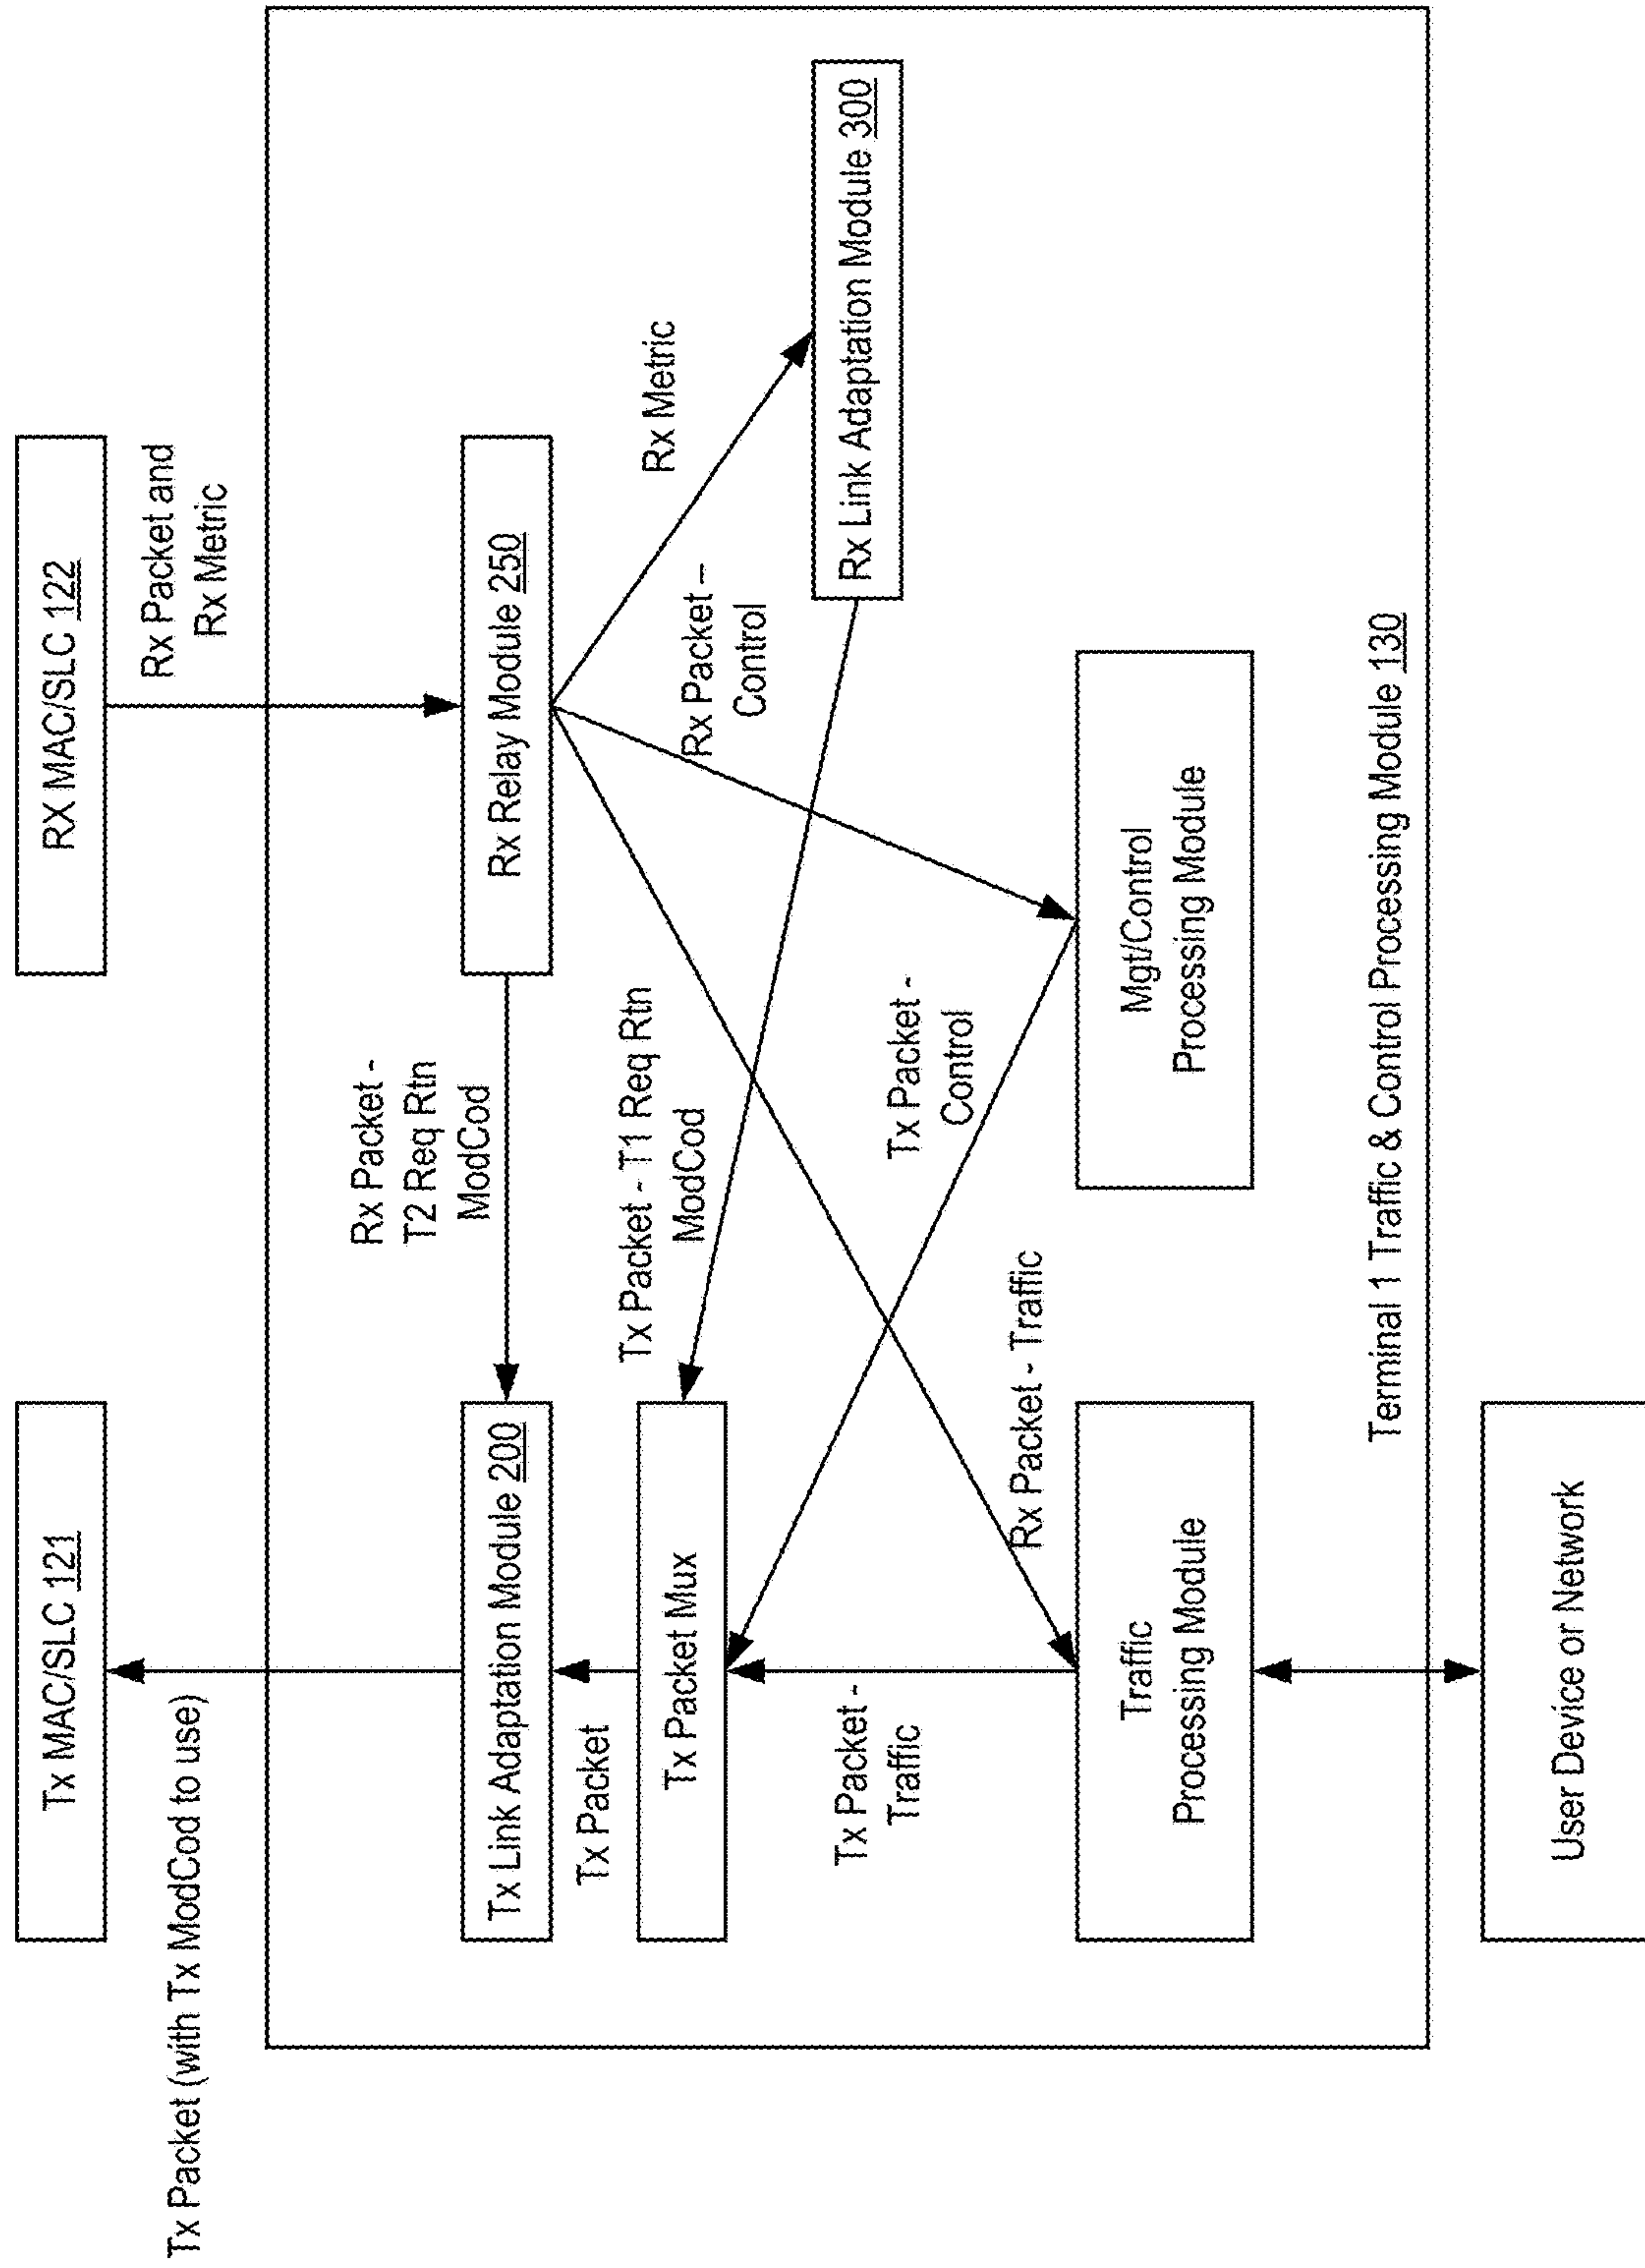 Tx MAC/SLC 121
RX MAC/SLC 122
Tx Packet (with Tx ModCod to use)
Rx Packet and
Rx Metric
Tx Link Adaptation Module 200
Rx Packet -
T2 Req Rtn
ModCod
Rx Relay Module 250
Tx Packet
Tx Packet Mux
Tx Packet - T1 Req Rtn
ModCod
Rx Metric
Rx Packet –
Control
Rx Link Adaptation Module 300
Tx Packet -
Traffic
Tx Packet -
Control
Rx Packet - Traffic
Traffic
Processing Module
Mgt/Control
Processing Module
Terminal 1 Traffic & Control Processing Module 130
User Device or Network